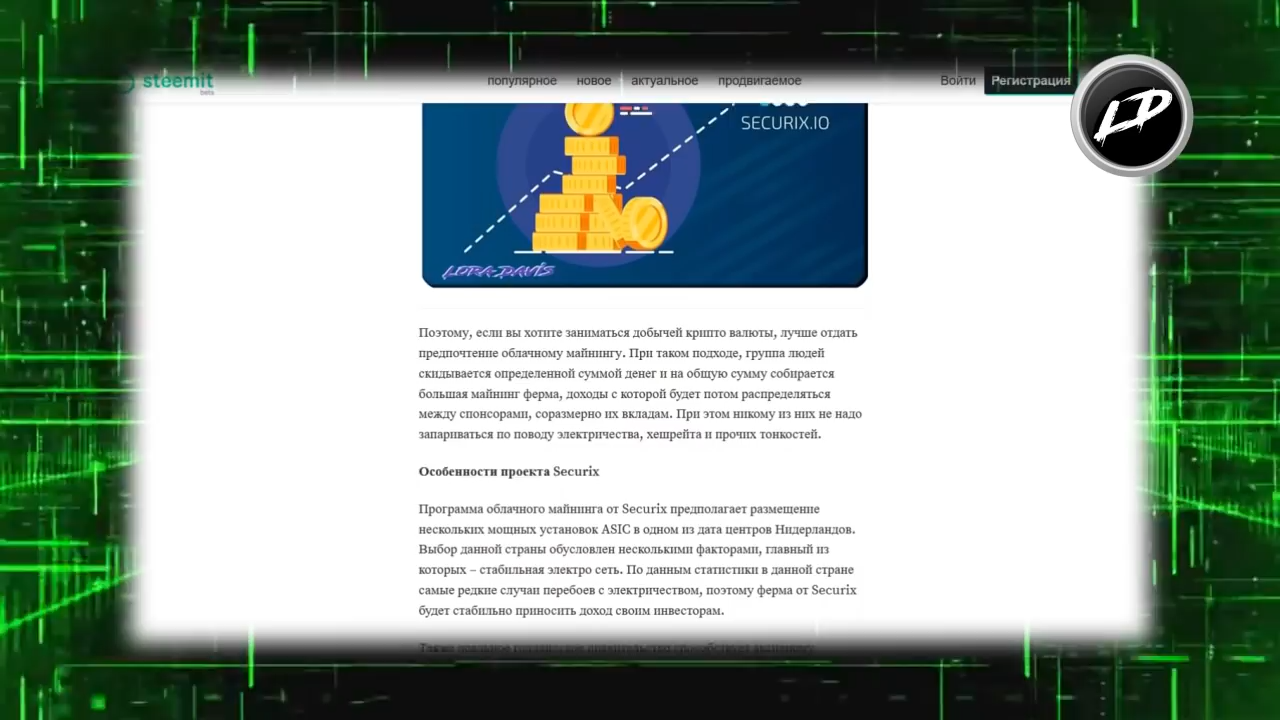 steemit
beta
популярное новое актуальное продвигаемое
Войти Регистрация
LD
SECURIX.IO
LORA DAVIS
Поэтому, если вы хотите заниматься добычей крипто валюты, лучше отдать
предпочтение облачному майнингу. При таком подходе, группа людей
скидывается определенной суммой денег и на общую сумму собирается
большая майнинг ферма, доходы с которой будет потом распределяться
между спонсорами, соразмерно их вкладам. При этом никому из них не надо
запариваться по поводу электричества, хешрейта и прочих тонкостей.
Особенности проекта Securix
Программа облачного майнинга от Securix предполагает размещение
нескольких мощных установок ASIC в одном из дата центров Нидерландов.
Выбор данной страны обусловлен несколькими факторами, главный из
которых – стабильная электро сеть. По данным статистики в данной стране
самые редкие случаи перебоев с электричеством, поэтому ферма от Securix
будет стабильно приносить доход своим инвесторам.